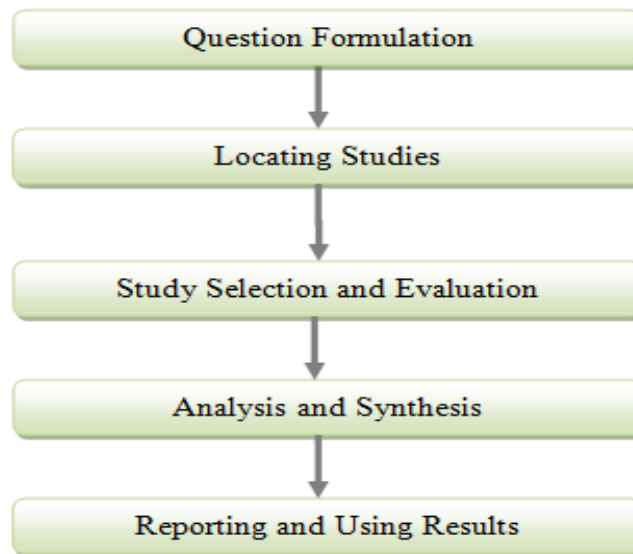 Question Formulation
Locating Studies
Study Selection and Evaluation
Analysis and Synthesis
Reporting and Using Results